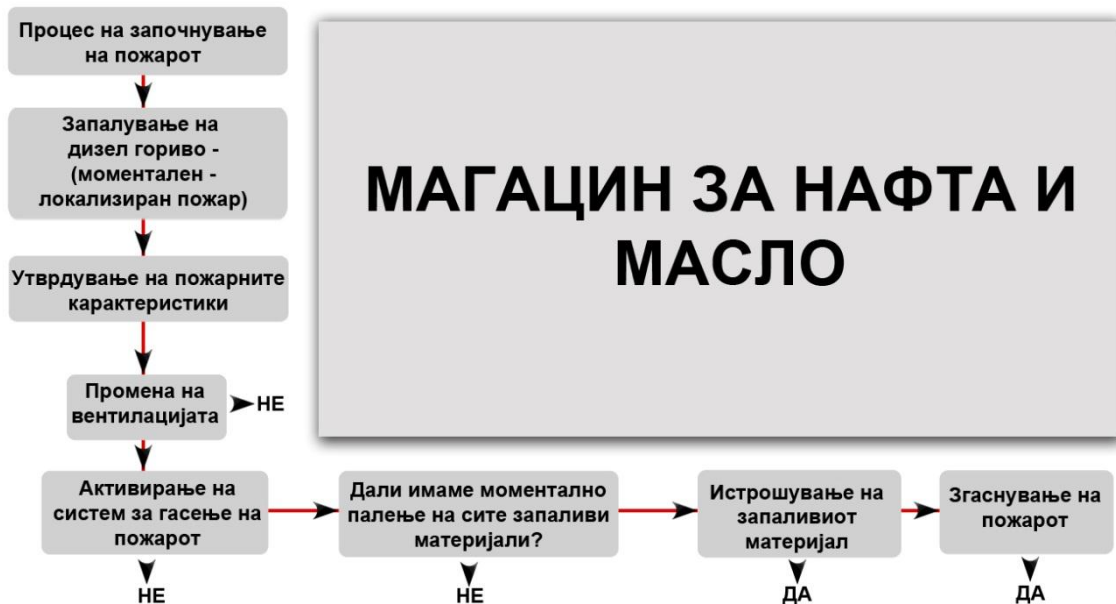 Процес на започнување
на пожарот
Запалување на
дизел гориво -
(моментален -
локализиран пожар)
Утврдување на пожарните
карактеристики
Промена на
вентилацијата
НЕ
МАГАЦИН ЗА НАФТА И
МАСЛО
Активирање на
систем за гасење на
пожарот
НЕ
Дали имаме моментално
палење на сите запаливи
материјали?
НЕ
Истрошување на
запаливиот
материјал
ДА
Згаснување на
пожарот
ДА